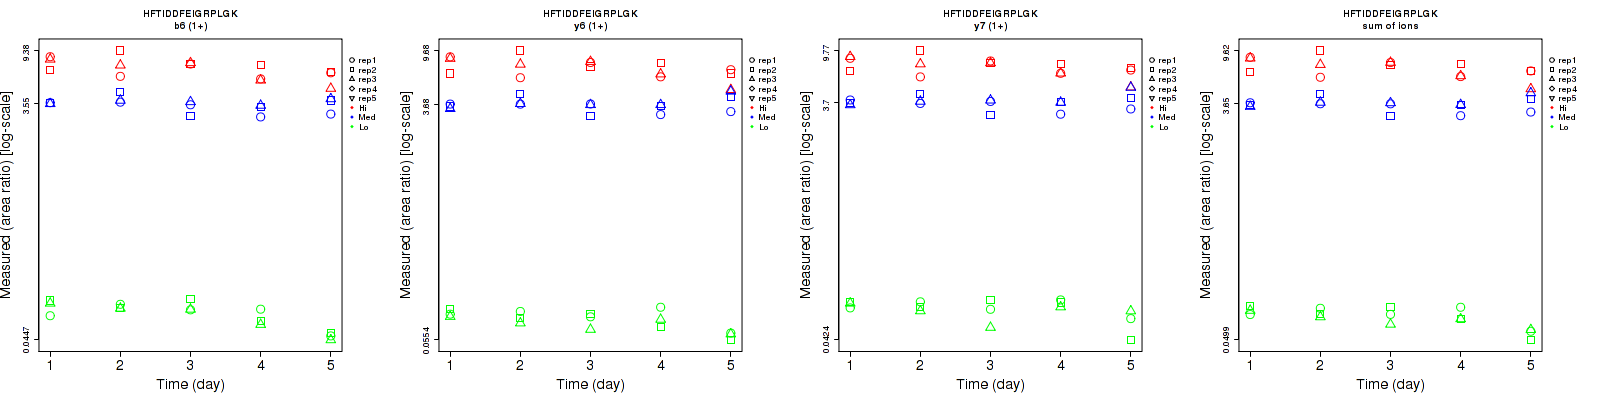 HFTIDDFEIGRPLGK
b6 (1+)
Measured (area ratio) [log-scale]
9.38
3.55
0.0447
1 2 3 4 5
Time (day)
rep1
rep2
rep3
rep4
rep5
Hi
Med
Lo
HFTIDDFEIGRPLGK
y6 (1+)
Measured (area ratio) [log-scale]
9.68
3.68
0.0554
1 2 3 4 5
Time (day)
rep1
rep2
rep3
rep4
rep5
Hi
Med
Lo
HFTIDDFEIGRPLGK
y7 (1+)
Measured (area ratio) [log-scale]
9.77
3.7
0.0424
1 2 3 4 5
Time (day)
rep1
rep2
rep3
rep4
rep5
Hi
Med
Lo
HFTIDDFEIGRPLGK
sum of ions
Measured (area ratio) [log-scale]
9.62
3.65
0.0499
1 2 3 4 5
Time (day)
rep1
rep2
rep3
rep4
rep5
Hi
Med
Lo